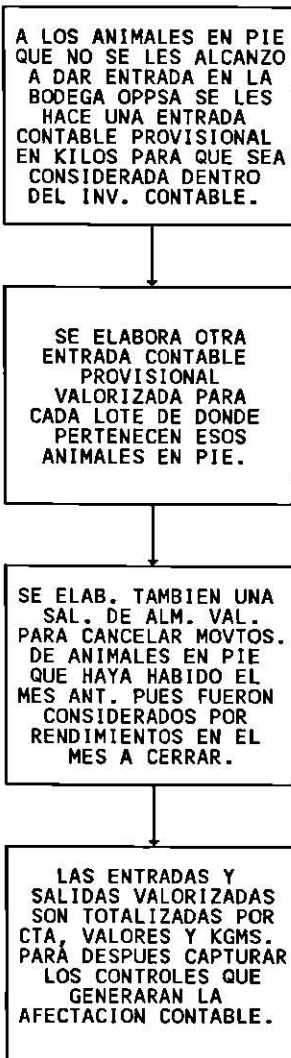 A LOS ANIMALES EN PIE
QUE NO SE LES ALCANZO
A DAR ENTRADA EN LA
BODEGA OPPSA SE LES
HACE UNA ENTRADA
CONTABLE PROVISIONAL
EN KILOS PARA QUE SEA
CONSIDERADA DENTRO
DEL INV. CONTABLE.
SE ELABORA OTRA
ENTRADA CONTABLE
PROVISIONAL
VALORIZADA PARA
CADA LOTE DE DONDE
PERTENECEN ESOS
ANIMALES EN PIE.
SE ELAB. TAMBIEN UNA
SAL. DE ALM. VAL.
PARA CANCELAR MOVTOS.
DE ANIMALES EN PIE
QUE HAYA HABIDO EL
MES ANT. PUES FUERON
CONSIDERADOS POR
RENDIMIENTOS EN EL
MES A CERRAR.
LAS ENTRADAS Y
SALIDAS VALORIZADAS
SON TOTALIZADAS POR
CTA, VALORES Y KGMS.
PARA DESPUES CAPTURAR
LOS CONTROLES QUE
GENERARAN LA
AFECTACION CONTABLE.